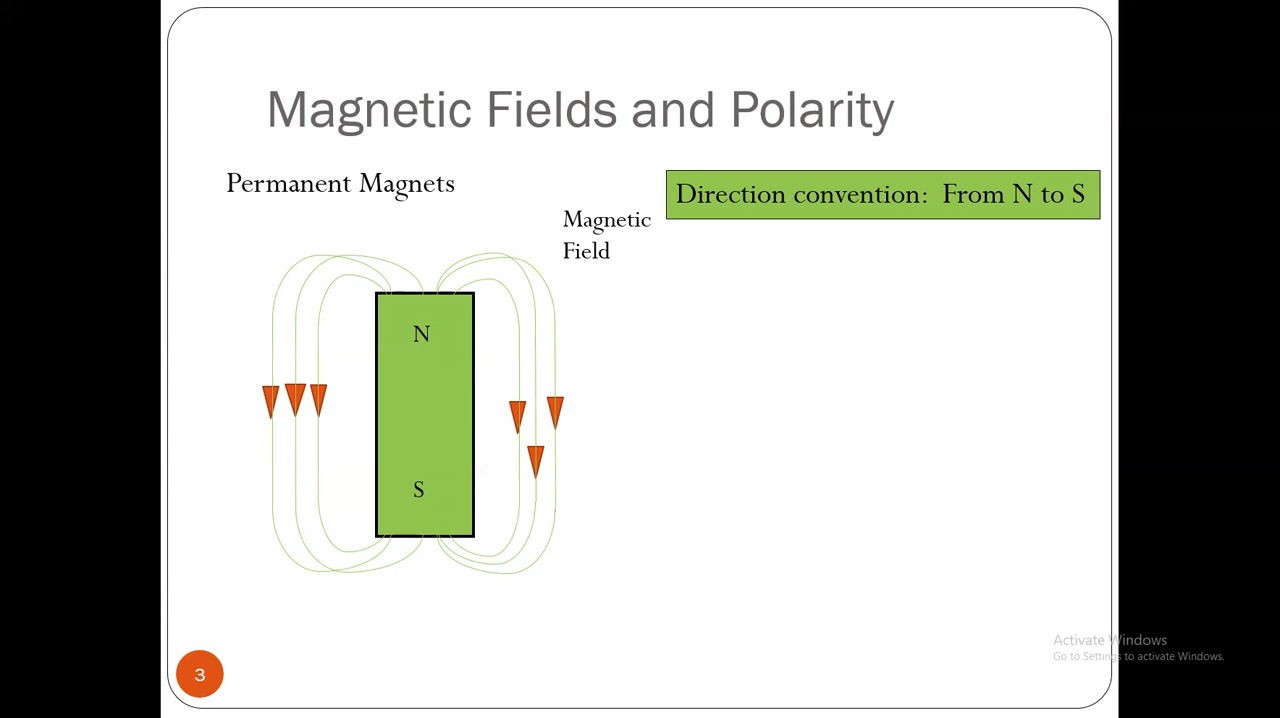 Magnetic Fields and Polarity
Permanent Magnets
Direction convention: From N to S
Magnetic
Field
N
S
Activate Windows
Go to Settings to activate Windows.
3